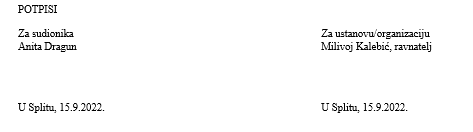 POTPISI
Za sudionika
Anita Dragun
Za ustanovu/organizaciju
Milivoj Kalebić, ravnatelj
U Splitu, 15.9.2022.
U Splitu, 15.9.2022.